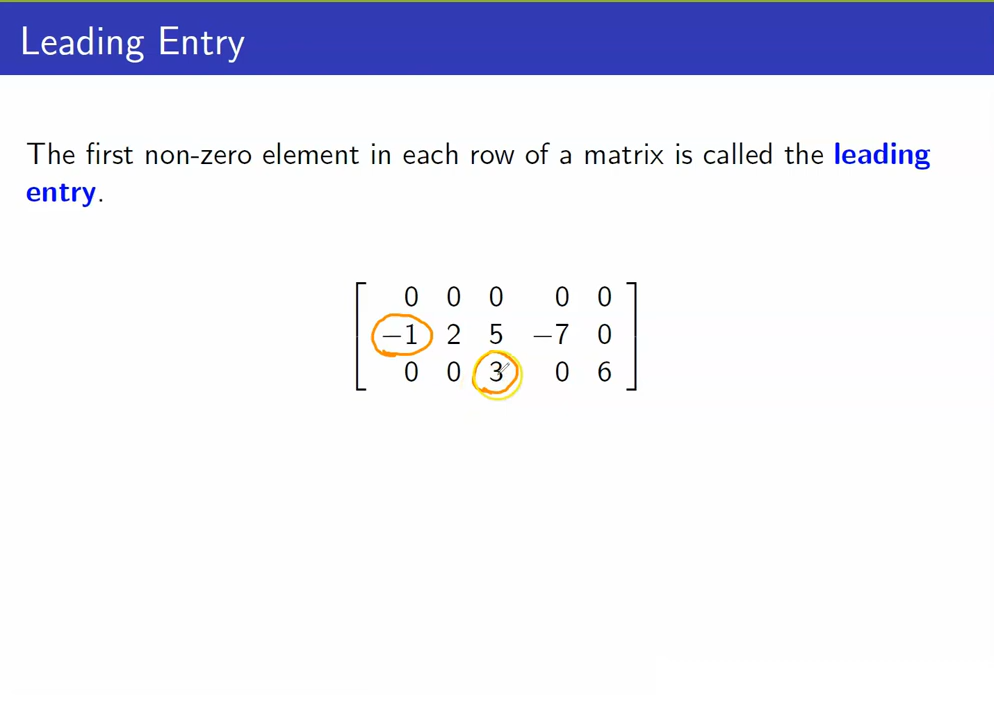 Leading Entry
The first non-zero element in each row of a matrix is called the leading
entry.
0 0 0 0 0
−1 2 5 −7 0
0 0 3 0 6